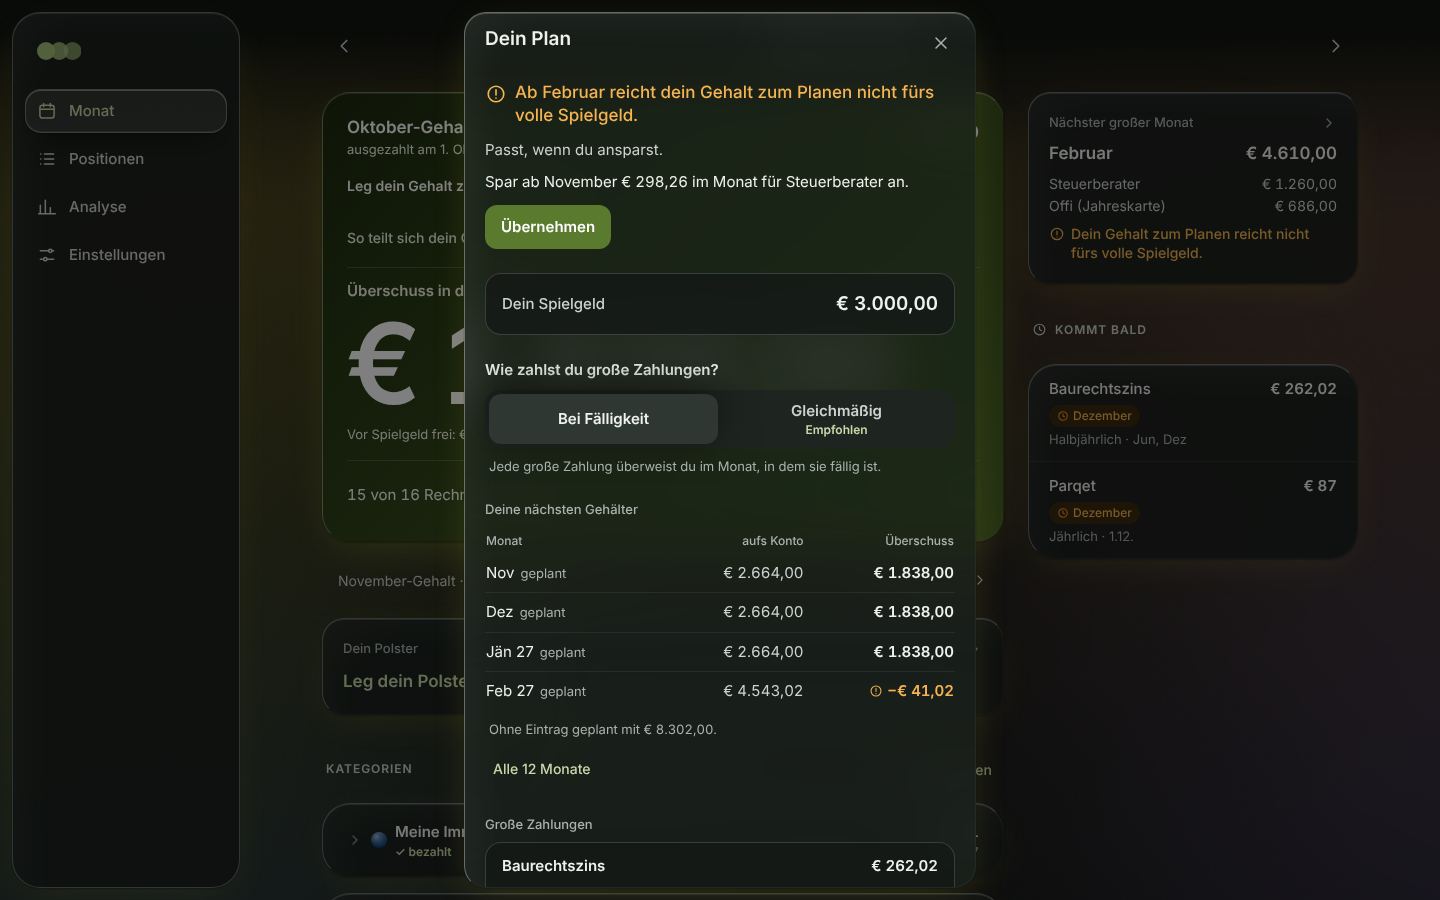 Monat
Positionen
Analyse
Einstellungen
Oktober-Geha
ausgezahlt am 1. O
Leg dein Gehalt z
So teilt sich dein
Überschuss in d
€ 1
Vor Spielgeld frei: €
15 von 16 Rechn
November-Gehalt ·
Dein Polster
Leg dein Polste
KATEGORIEN
en
Meine Im
✓ bezahlt
Dein Plan
Ab Februar reicht dein Gehalt zum Planen nicht fürs
volle Spielgeld.
Passt, wenn du ansparst.
Spar ab November € 298,26 im Monat für Steuerberater an.
Übernehmen
Dein Spielgeld € 3.000,00
Wie zahlst du große Zahlungen?
Bei Fälligkeit
Gleichmäßig
Empfohlen
Jede große Zahlung überweist du im Monat, in dem sie fällig ist.
Deine nächsten Gehälter
Monat aufs Konto Überschuss
Nov geplant € 2.664,00 € 1.838,00
Dez geplant € 2.664,00 € 1.838,00
Jän 27 geplant € 2.664,00 € 1.838,00
Feb 27 geplant € 4.543,02 −€ 41,02
Ohne Eintrag geplant mit € 8.302,00.
Alle 12 Monate
Große Zahlungen
Baurechtszins € 262,02
Nächster großer Monat
Februar € 4.610,00
Steuerberater € 1.260,00
Offi (Jahreskarte) € 686,00
Dein Gehalt zum Planen reicht nicht
fürs volle Spielgeld.
KOMMT BALD
Baurechtszins € 262,02
Dezember
Halbjährlich · Jun, Dez
Parqet € 87
Dezember
Jährlich · 1.12.